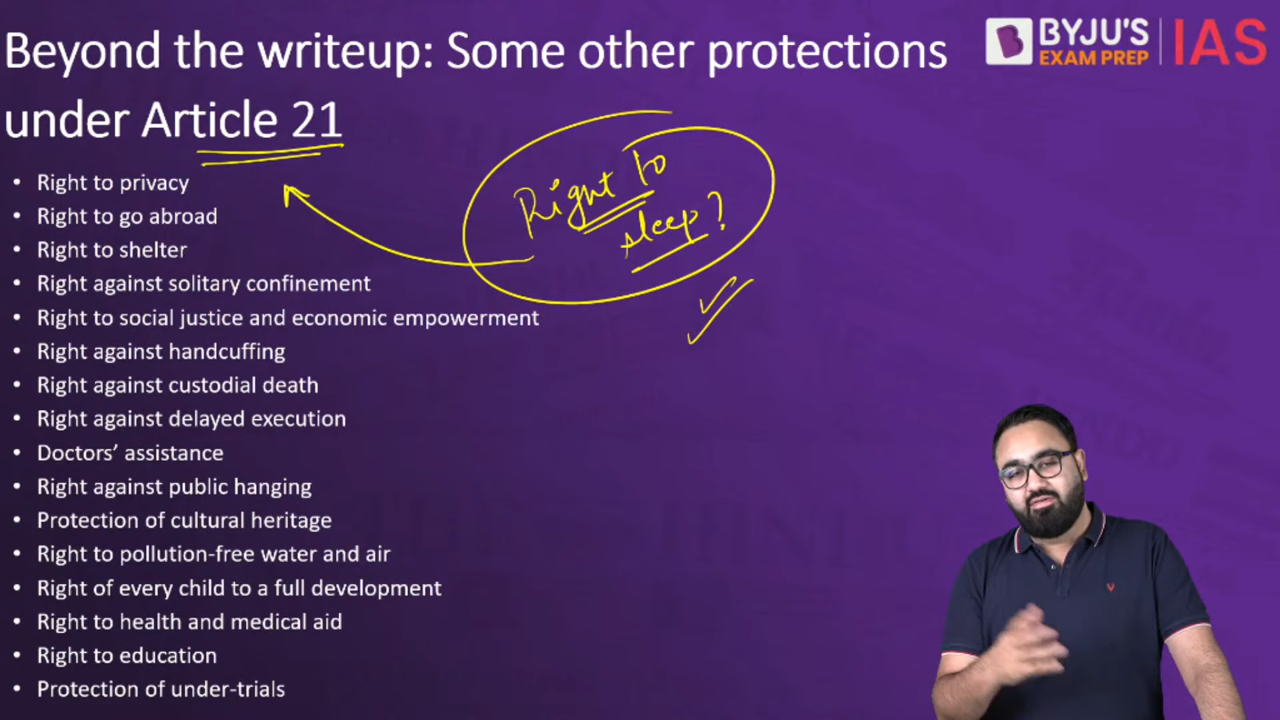 Beyond the writeup: Some other protections
under Article 21
BYJU'S
EXAM PREP
IAS
Right to
sleep?
• Right to privacy
• Right to go abroad
• Right to shelter
• Right against solitary confinement
• Right to social justice and economic empowerment
• Right against handcuffing
• Right against custodial death
• Right against delayed execution
• Doctors’ assistance
• Right against public hanging
• Protection of cultural heritage
• Right to pollution-free water and air
• Right of every child to a full development
• Right to health and medical aid
• Right to education
• Protection of under-trials